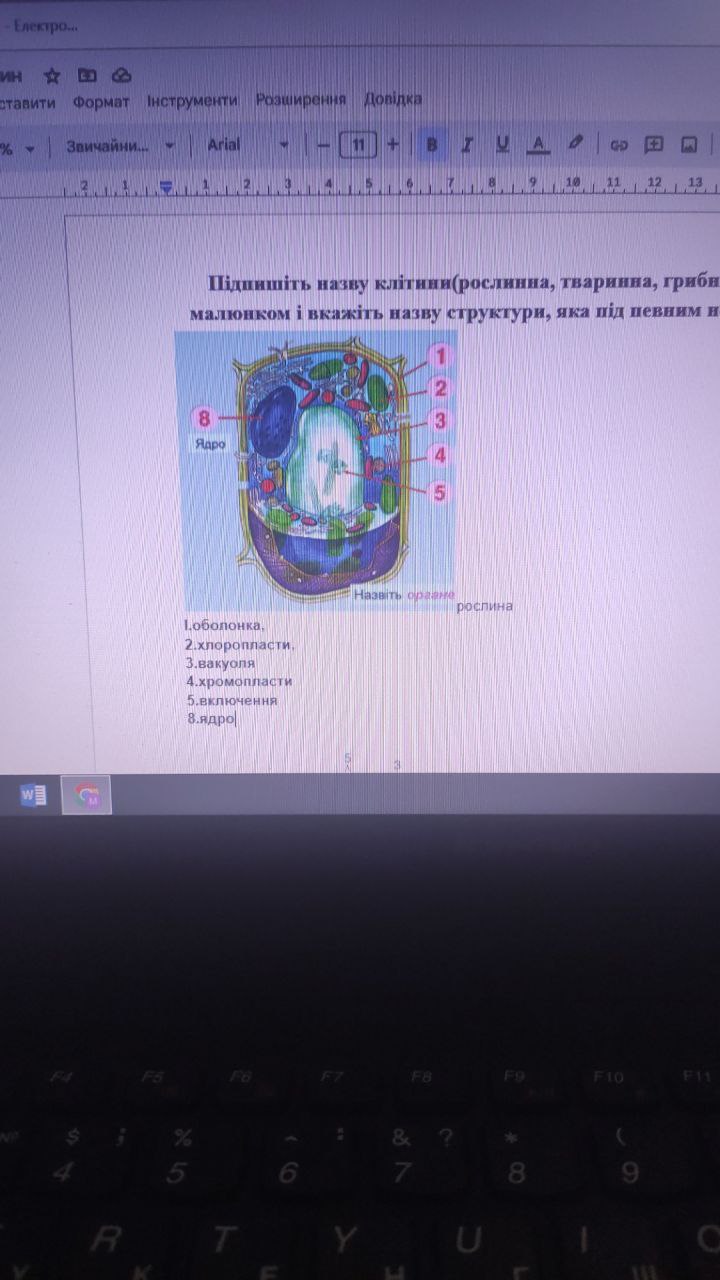 - Електро...
ин
ставити Формат Інструменти Розширення Довідка
% Звичайни... Arial − 11 + B I U A
2 1 1 2 3 4 5 6 7 8 9 10 11 12 13
Підпишіть назву клітини(рослинна, тваринна, грибн
малюнком і вкажіть назву структури, яка під певним н
1
2
8 3
Ядро 4
5
Назвіть органе
рослина
1.оболонка,
2.хлоропласти,
3.вакуоля
4.хромопласти
5.включення
8.ядро
5 3
W M
F4 F5 F6 F7 F8 F9 F10 F11
№ $ ; % ^ : & ? * (
4 5 6 7 8 9
R T Y U I O
К Е Н Г Ш